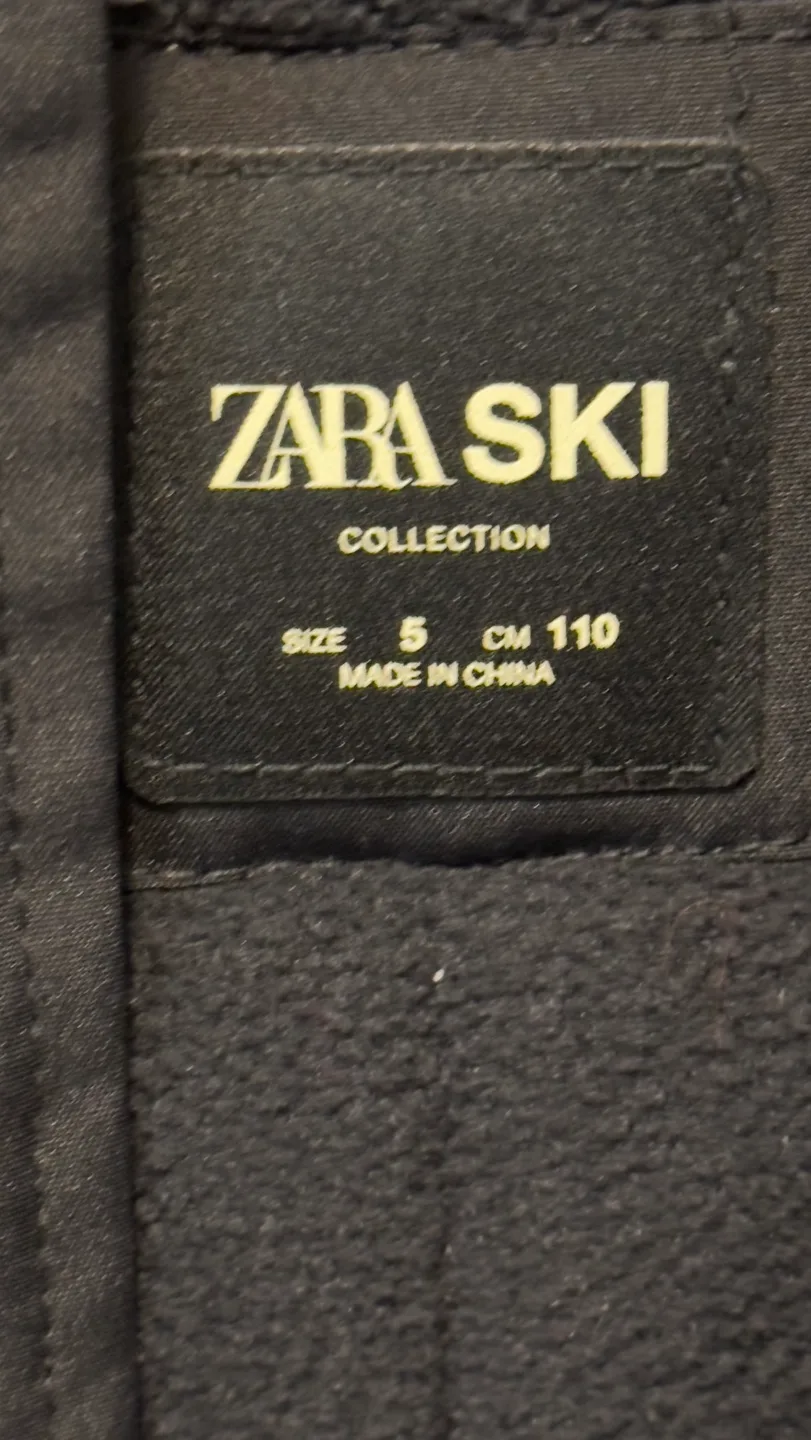 ZARA SKI
COLLECTION
SIZE 5 CM 110
MADE IN CHINA